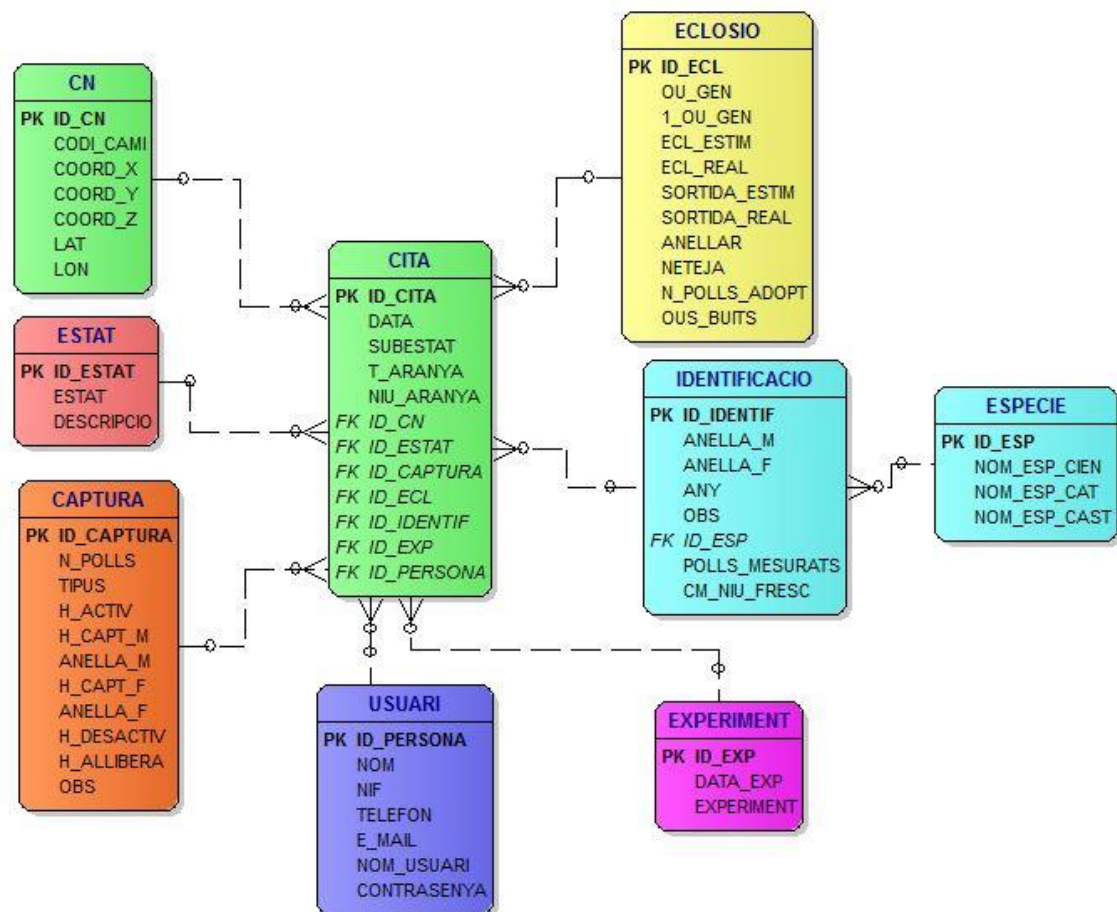 CN
PK ID_CN
CODI_CAMI
COORD_X
COORD_Y
COORD_Z
LAT
LON
ESTAT
PK ID_ESTAT
ESTAT
DESCRIPCIO
CAPTURA
PK ID_CAPTURA
N_POLLS
TIPUS
H_ACTIV
H_CAPT_M
ANELLA_M
H_CAPT_F
ANELLA_F
H_DESACTIV
H_ALLIBERA
OBS
CITA
PK ID_CITA
DATA
SUBESTAT
T_ARANYA
NIU_ARANYA
FK ID_CN
FK ID_ESTAT
FK ID_CAPTURA
FK ID_ECL
FK ID_IDENTIF
FK ID_EXP
FK ID_PERSONA
USUARI
PK ID_PERSONA
NOM
NIF
TELEFON
E_MAIL
NOM_USUARI
CONTRASENYA
ECLOSIO
PK ID_ECL
OU_GEN
1_OU_GEN
ECL_ESTIM
ECL_REAL
SORTIDA_ESTIM
SORTIDA_REAL
ANELLAR
NETEJA
N_POLLS_ADOPT
OUS_BUITS
IDENTIFICACIO
PK ID_IDENTIF
ANELLA_M
ANELLA_F
ANY
OBS
FK ID_ESP
POLLS_MESURATS
CM_NIU_FRESC
ESPECIE
PK ID_ESP
NOM_ESP_CIEN
NOM_ESP_CAT
NOM_ESP_CAST
EXPERIMENT
PK ID_EXP
DATA_EXP
EXPERIMENT